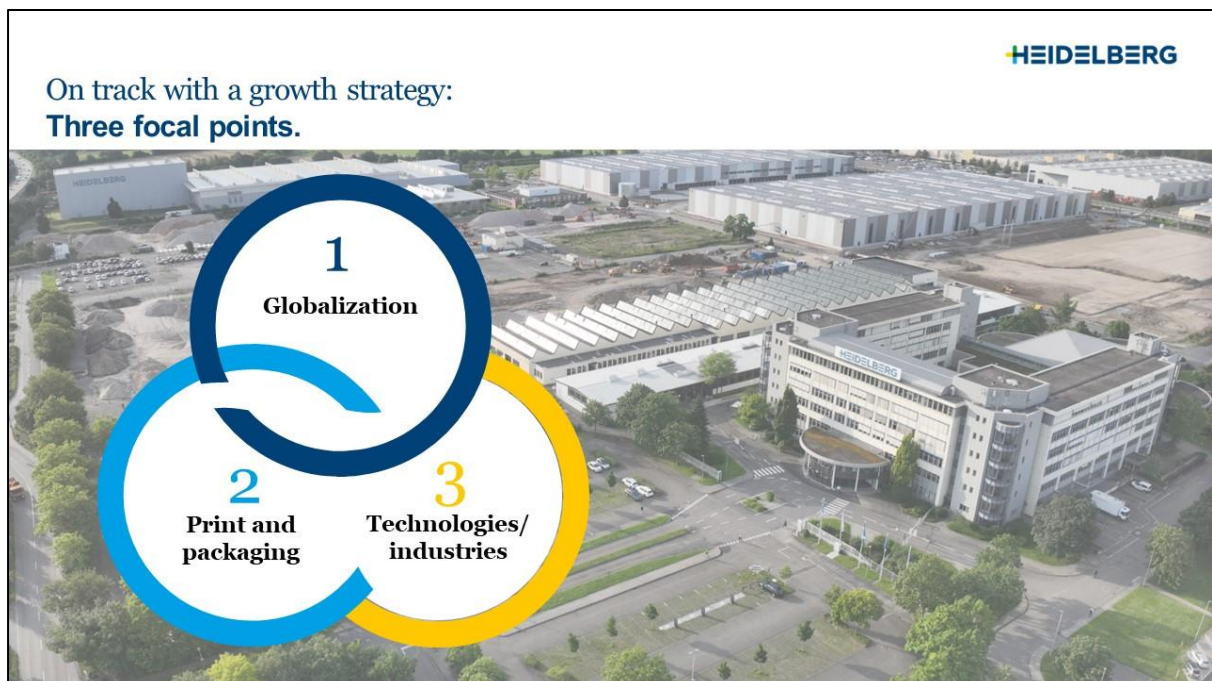 HEIDELBERG
On track with a growth strategy:
Three focal points.
HEIDELBERG
1
Globalization
HEIDELBERG
2
Print and
packaging
3
Technologies/
industries